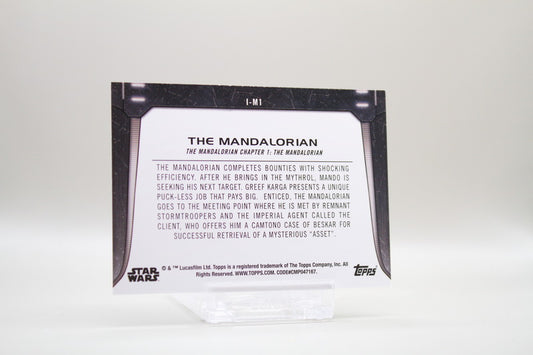 I-M1
THE MANDALORIAN
THE MANDALORIAN CHAPTER 1: THE MANDALORIAN
THE MANDALORIAN COMPLETES BOUNTIES WITH SHOCKING
EFFICIENCY. AFTER HE BRINGS IN THE MYTHROL, MANDO IS
SEEKING HIS NEXT TARGET. GREEF KARGA PRESENTS A UNIQUE
PUCK-LESS JOB THAT PAYS BIG. ENTICED, THE MANDALORIAN
GOES TO THE MEETING POINT WHERE HE IS MET BY REMNANT
STORMTROOPERS AND THE IMPERIAL AGENT CALLED THE
CLIENT, WHO OFFERS HIM A CAMTONO CASE OF BESKAR FOR
SUCCESSFUL RETRIEVAL OF A MYSTERIOUS "ASSET".
STAR
WARS
© & ™ Lucasfilm Ltd. Topps is a registered trademark of The Topps Company, Inc. All
Rights Reserved. WWW.TOPPS.COM. CODE#CMP047187.
Topps